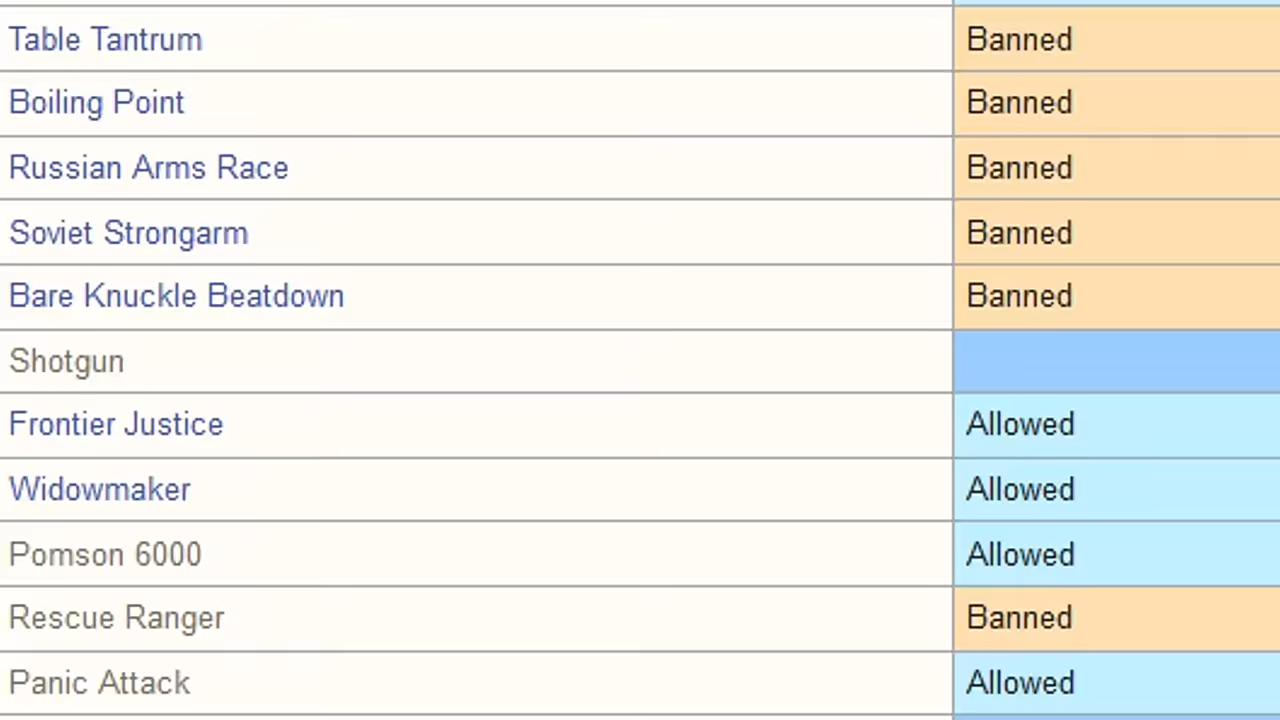 Table Tantrum Banned
Boiling Point Banned
Russian Arms Race Banned
Soviet Strongarm Banned
Bare Knuckle Beatdown Banned
Shotgun
Frontier Justice Allowed
Widowmaker Allowed
Pomson 6000 Allowed
Rescue Ranger Banned
Panic Attack Allowed